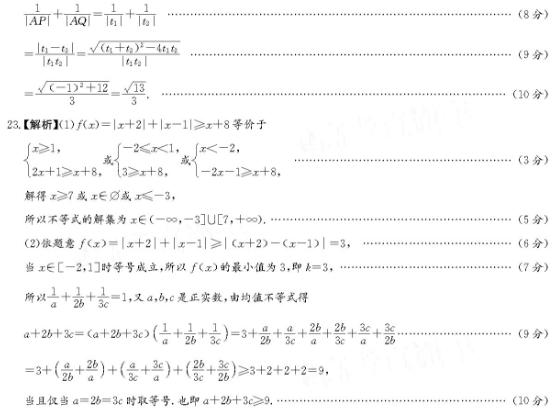 1/|AP| + 1/|AQ| = 1/|t₁| + 1/|t₂| ……(8 分)
= |t₁−t₂|/|t₁t₂| = √((t₁+t₂)²−4t₁t₂)/|t₁t₂| ……(9 分)
= √((−1)²+12)/3 = √13/3. ……(10 分)
23.【解析】(1)f(x)=|x+2|+|x−1|≥x+8等价于
{x≥1, 2x+1≥x+8, 或{−2≤x<1, 3≥x+8, 或{x<−2, −2x−1≥x+8, ……(3 分)
解得 x≥7 或 x∈∅ 或 x≤−3,
所以不等式的解集为 x∈(−∞,−3]∪[7,+∞). ……(5 分)
(2)依题意 f(x)=|x+2|+|x−1|≥|(x+2)−(x−1)|=3, ……(6 分)
当 x∈[−2,1]时等号成立,所以 f(x)的最小值为 3,即 k=3, ……(7 分)
所以 1/a + 1/2b + 1/3c =1,又 a,b,c 是正实数,由均值不等式得
a+2b+3c=(a+2b+3c)(1/a + 1/2b + 1/3c)=3+ a/2b + a/3c + 2b/a + 2b/3c + 3c/a + 3c/2b ……(9 分)
=3+(a/2b + 2b/a)+(a/3c + 3c/a)+(2b/3c + 3c/2b)≥3+2+2+2=9,
当且仅当 a=2b=3c 时取等号.也即 a+2b+3c≥9. ……(10 分)